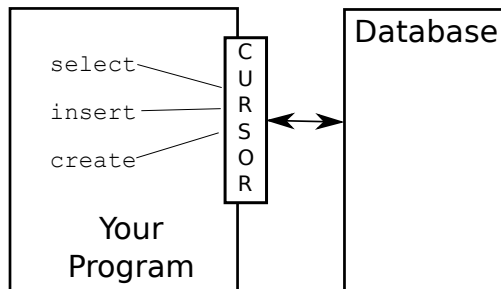 Database
select
insert
create
C
U
R
S
O
R
Your
Program